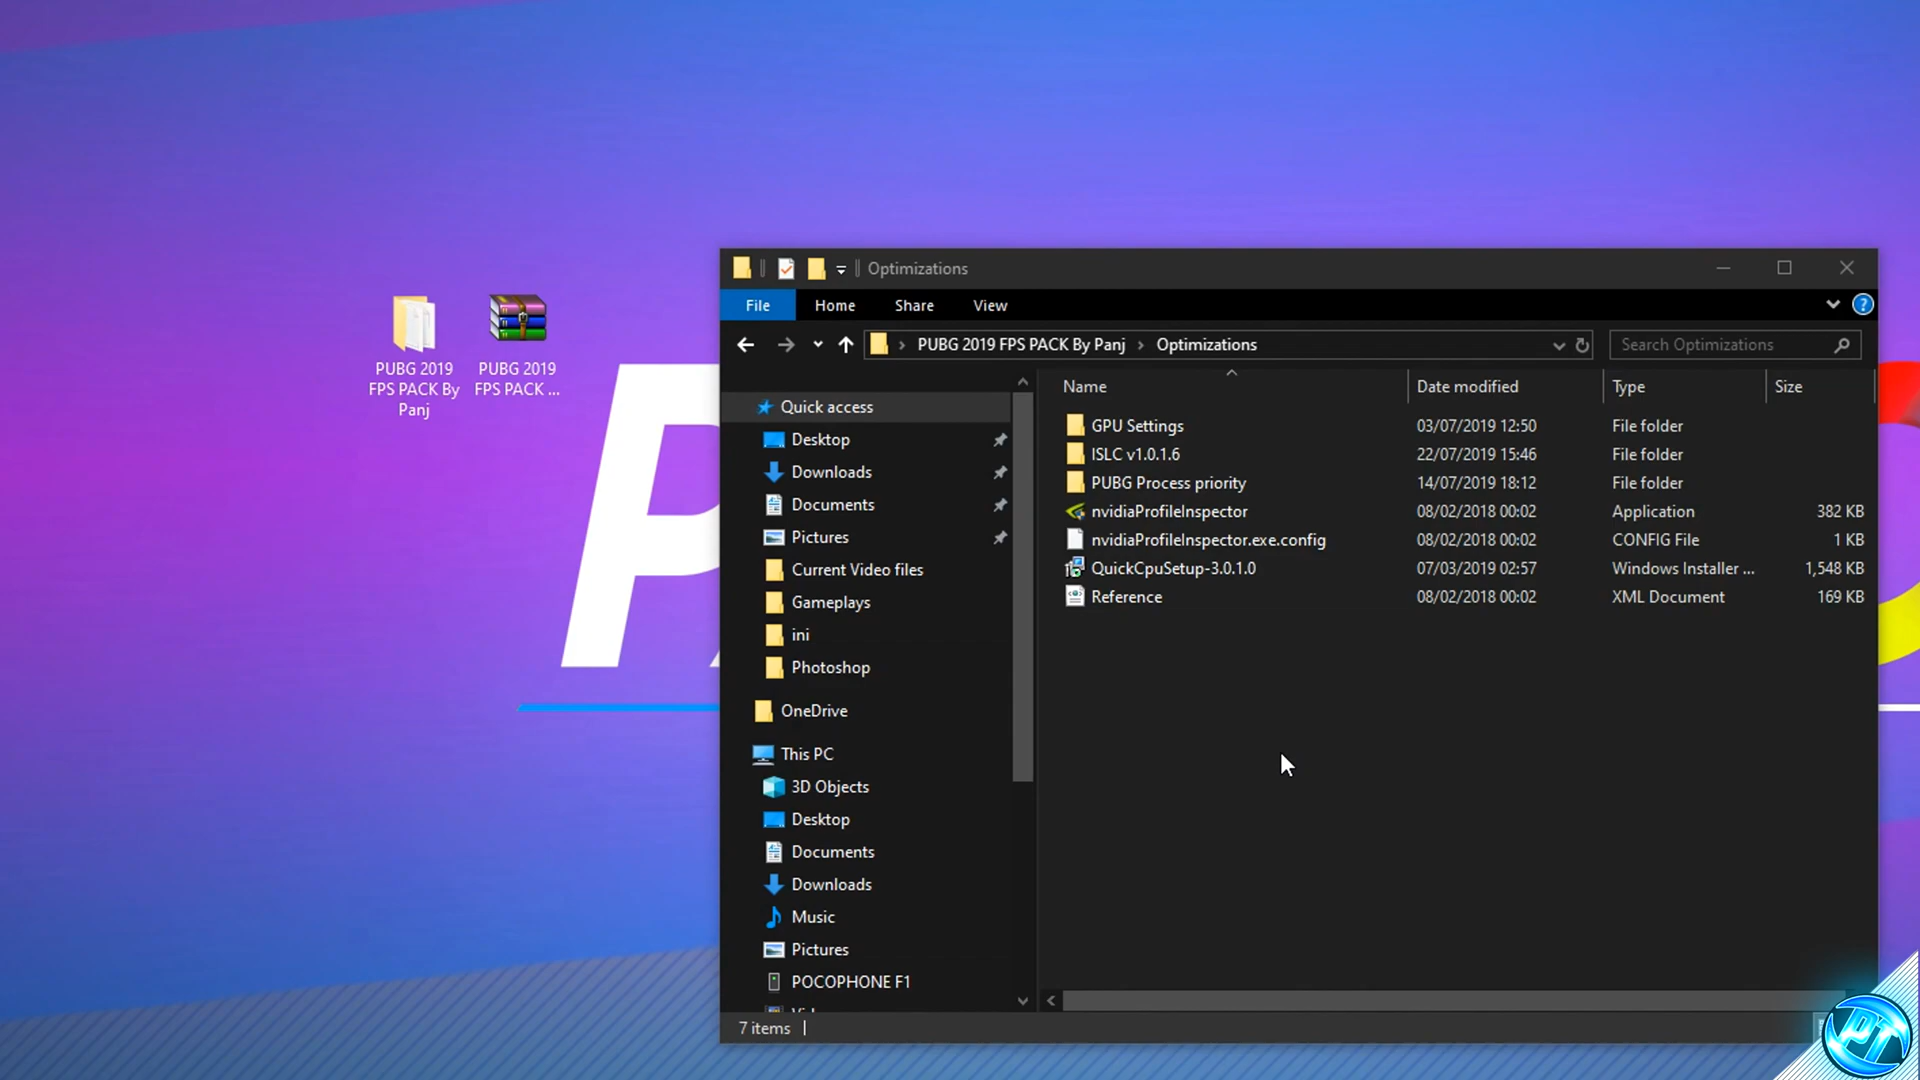 PUBG 2019
FPS PACK By
Panj
PUBG 2019
FPS PACK ...
Optimizations
File
Home
Share
View
PUBG 2019 FPS PACK By Panj
Optimizations
Search Optimizations
Quick access
Desktop
Downloads
Documents
Pictures
Current Video files
Gameplays
ini
Photoshop
OneDrive
This PC
3D Objects
Desktop
Documents
Downloads
Music
Pictures
POCOPHONE F1
Name Date modified Type Size
GPU Settings 03/07/2019 12:50 File folder
ISLC v1.0.1.6 22/07/2019 15:46 File folder
PUBG Process priority 14/07/2019 18:12 File folder
nvidiaProfileInspector 08/02/2018 00:02 Application 382 KB
nvidiaProfileInspector.exe.config 08/02/2018 00:02 CONFIG File 1 KB
QuickCpuSetup-3.0.1.0 07/03/2019 02:57 Windows Installer ... 1,548 KB
Reference 08/02/2018 00:02 XML Document 169 KB
7 items
P
PT